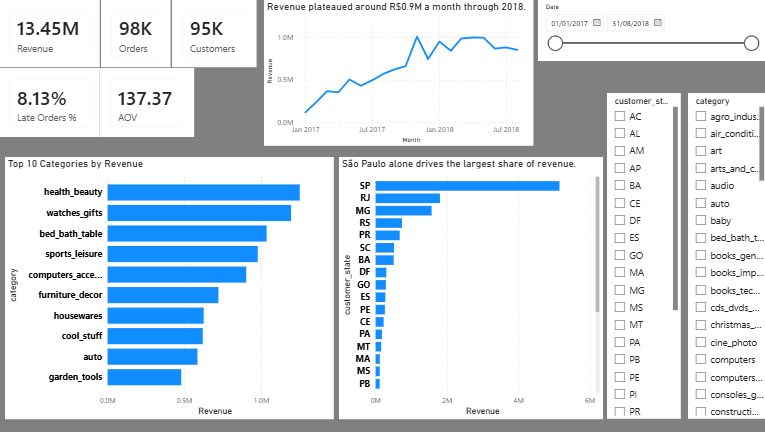 13.45M
Revenue
98K
Orders
95K
Customers
8.13%
Late Orders %
137.37
AOV
Revenue plateaued around R$0.9M a month through 2018.
Revenue
1.0M
0.5M
0.0M
Jan 2017
Jul 2017
Jan 2018
Jul 2018
Month
Date
01/01/2017
31/08/2018
Top 10 Categories by Revenue
category
health_beauty
watches_gifts
bed_bath_table
sports_leisure
computers_acce...
furniture_decor
housewares
cool_stuff
auto
garden_tools
0.0M
0.5M
1.0M
Revenue
São Paulo alone drives the largest share of revenue.
customer_state
SP
RJ
MG
RS
PR
SC
BA
DF
GO
ES
PE
CE
PA
MT
MA
MS
PB
0M
2M
4M
6M
Revenue
customer_st...
AC
AL
AM
AP
BA
CE
DF
ES
GO
MA
MG
MS
MT
PA
PB
PE
PI
PR
category
agro_indus...
air_conditi...
art
arts_and_c...
audio
auto
baby
bed_bath_t...
books_gen...
books_imp...
books_tec...
cds_dvds_...
christmas_...
cine_photo
computers
computers...
consoles_g...
constructi...